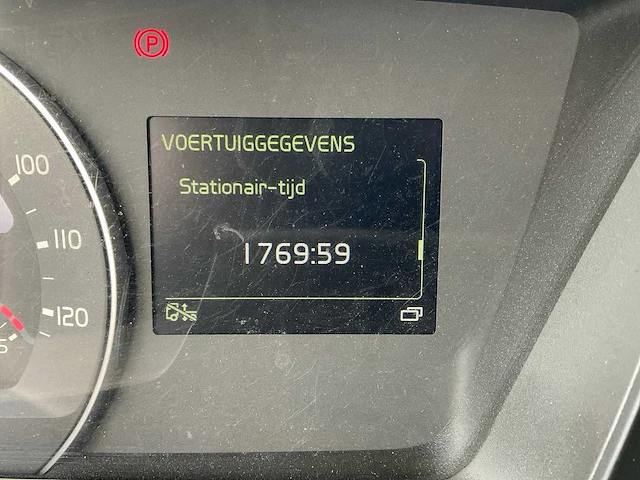 P
VOERTUIGGEGEVENS
Stationair-tijd
1769:59
100
110
120